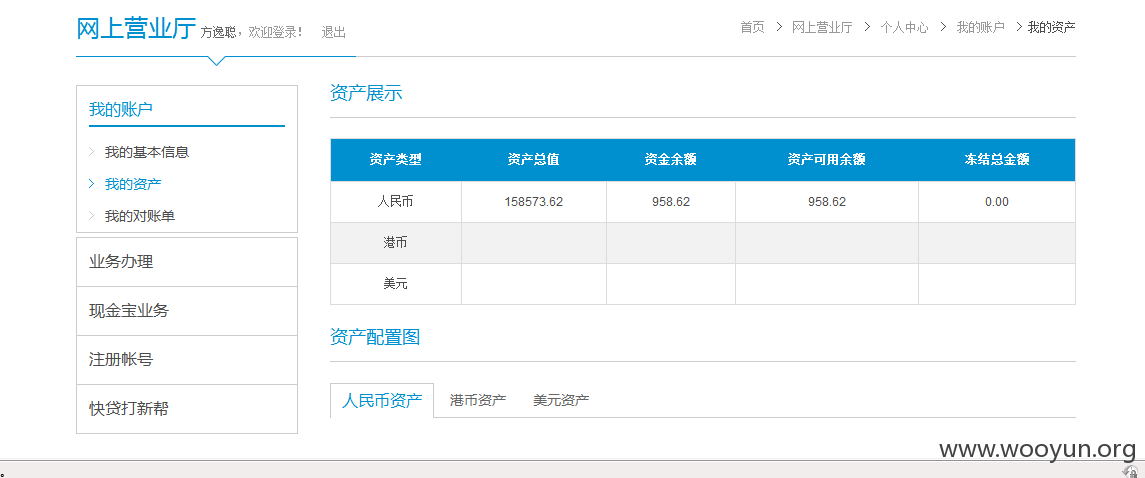 网上营业厅 方逸聪，欢迎登录! 退出
首页 > 网上营业厅 > 个人中心 > 我的账户 > 我的资产
我的账户
我的基本信息
我的资产
我的对账单
业务办理
现金宝业务
注册帐号
快贷打新帮
资产展示
资产类型 资产总值 资金余额 资产可用余额 冻结总金额
人民币 158573.62 958.62 958.62 0.00
港币
美元
资产配置图
人民币资产 港币资产 美元资产
www.wooyun.org